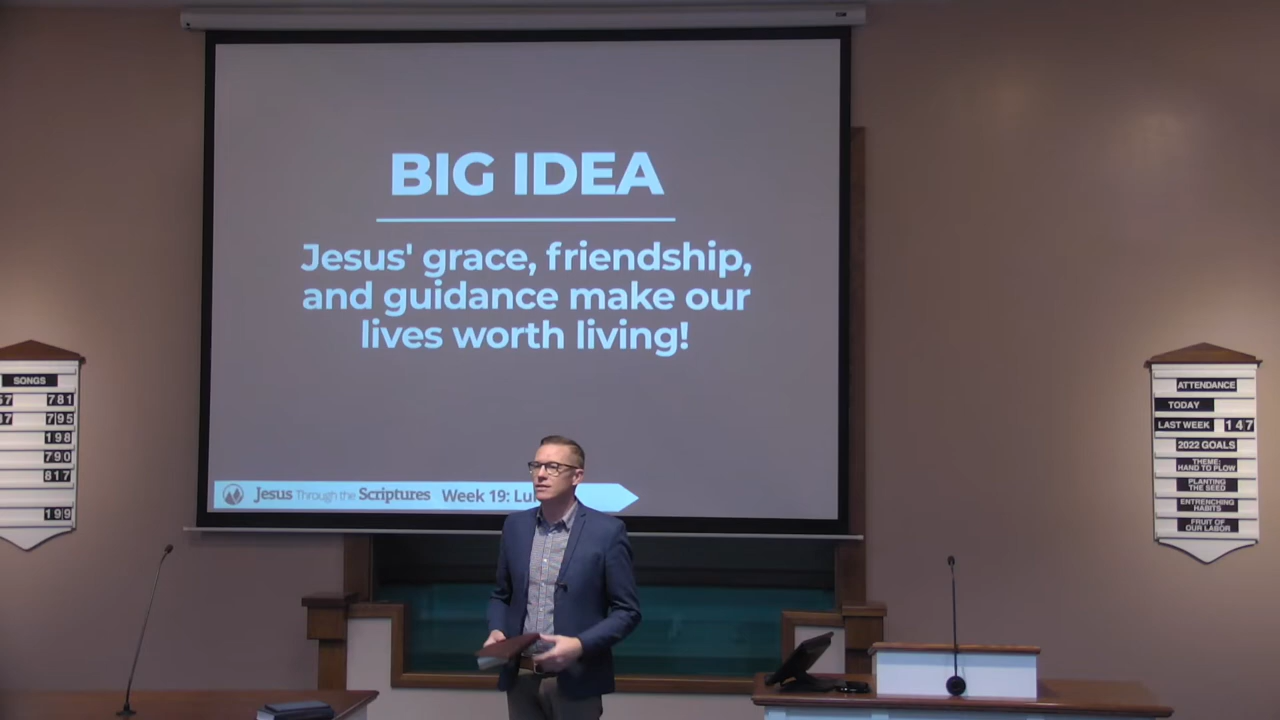 BIG IDEA
Jesus' grace, friendship,
and guidance make our
lives worth living!
Jesus Through the Scriptures Week 19:
SONGS
781
795
198
790
817
199
ATTENDANCE
TODAY
LAST WEEK 147
2022 GOALS
THEME:
HAND TO PLOW
PLANTING
THE SEED
ENTRENCHING
HABITS
FRUIT OF
OUR LABOR